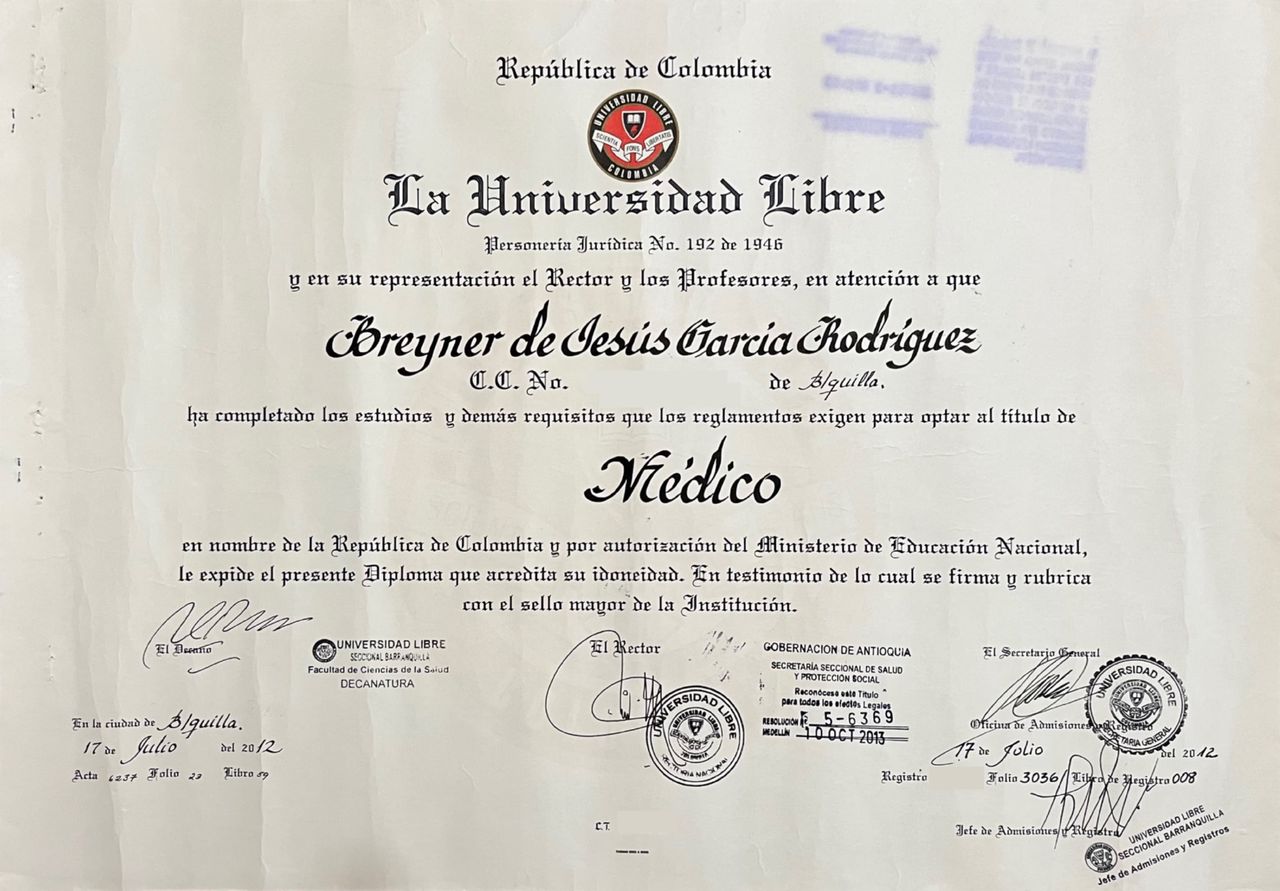 República de Colombia
UNIVERSIDAD LIBRE
SCIENTIA FONS LIBERTATIS
COLOMBIA
La Universidad Libre
Personería Jurídica No. 192 de 1946
y en su representación el Rector y los Profesores, en atención a que
Breyner de Jesús García Rodríguez
C.C. No. de B/quilla.
ha completado los estudios y demás requisitos que los reglamentos exigen para optar al título de
Médico
en nombre de la República de Colombia y por autorización del Ministerio de Educación Nacional,
le expide el presente Diploma que acredita su idoneidad. En testimonio de lo cual se firma y rubrica
con el sello mayor de la Institución.
El Decano
UNIVERSIDAD LIBRE
SECCIONAL BARRANQUILLA
Facultad de Ciencias de la Salud
DECANATURA
El Rector
UNIVERSIDAD LIBRE
GOBERNACION DE ANTIOQUIA
SECRETARÍA SECCIONAL DE SALUD
Y PROTECCIÓN SOCIAL
Reconócese este Título
para todos los efectos Legales
RESOLUCIÓN 5-6369
MEDELLIN 10 OCT 2013
El Secretario General
UNIVERSIDAD LIBRE
SECRETARIA GENERAL
En la ciudad de B/quilla.
17 de Julio del 2012
Acta 6237 Folio 23 Libro 59
Oficina de Admisiones y Registro
17 de Julio del 2012
Registro Folio 3036 Libro de Registro 008
Jefe de Admisiones y Registro
UNIVERSIDAD LIBRE
SECCIONAL BARRANQUILLA
Jefe de Admisiones y Registros
C.T.